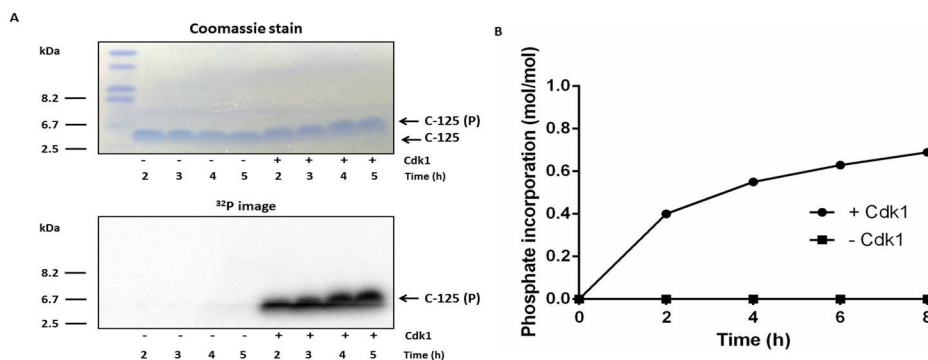 A
Coomassie stain
kDa
8.2
6.7
2.5
C-125 (P)
C-125
- - - - + + + + Cdk1
2 3 4 5 2 3 4 5 Time (h)
32P image
kDa
8.2
6.7
2.5
C-125 (P)
- - - - + + + + Cdk1
2 3 4 5 2 3 4 5 Time (h)
B
Phosphate incorporation (mol/mol)
1.0
0.8
0.6
0.4
0.2
0.0
0 2 4 6 8
Time (h)
+ Cdk1
- Cdk1